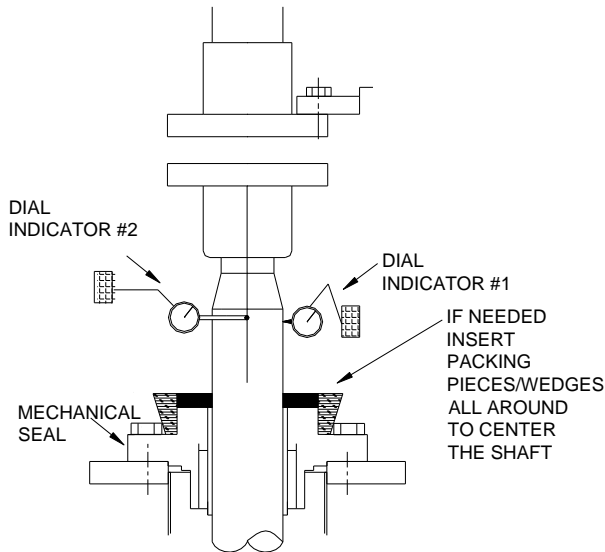 DIAL
INDICATOR #2
DIAL
INDICATOR #1
IF NEEDED
INSERT
PACKING
PIECES/WEDGES
ALL AROUND
TO CENTER
THE SHAFT
MECHANICAL
SEAL